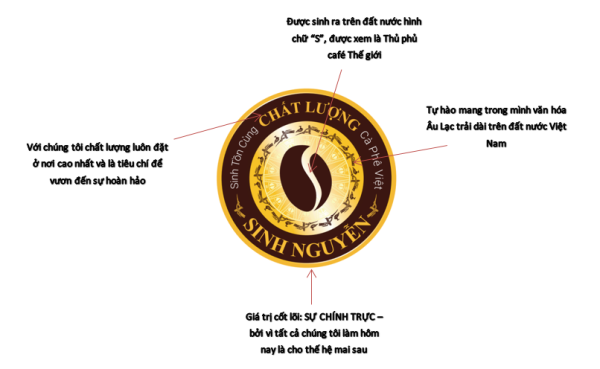 Được sinh ra trên đất nước hình
chữ "S", được xem là Thủ phủ
café Thế giới
Tự hào mang trong mình văn hóa
Âu Lạc trải dài trên đất nước Việt
Nam
Với chúng tôi chất lượng luôn đặt
ở nơi cao nhất và là tiêu chí để
vươn đến sự hoàn hảo
CHẤT LƯỢNG
Sinh Tồn Cùng
Cà Phê Việt
SINH NGUYÊN
Giá trị cốt lõi: SỰ CHÍNH TRỰC –
bởi vì tất cả chúng tôi làm hôm
nay là cho thế hệ mai sau